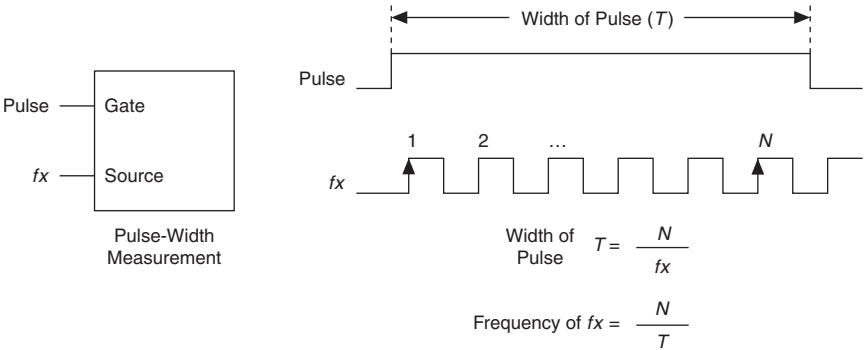 Width of Pulse (T)
Pulse
Pulse
Gate
1 2 … N
fx
Source
fx
Pulse-Width
Measurement
Width of
Pulse
T = N
fx
Frequency of fx = N
T